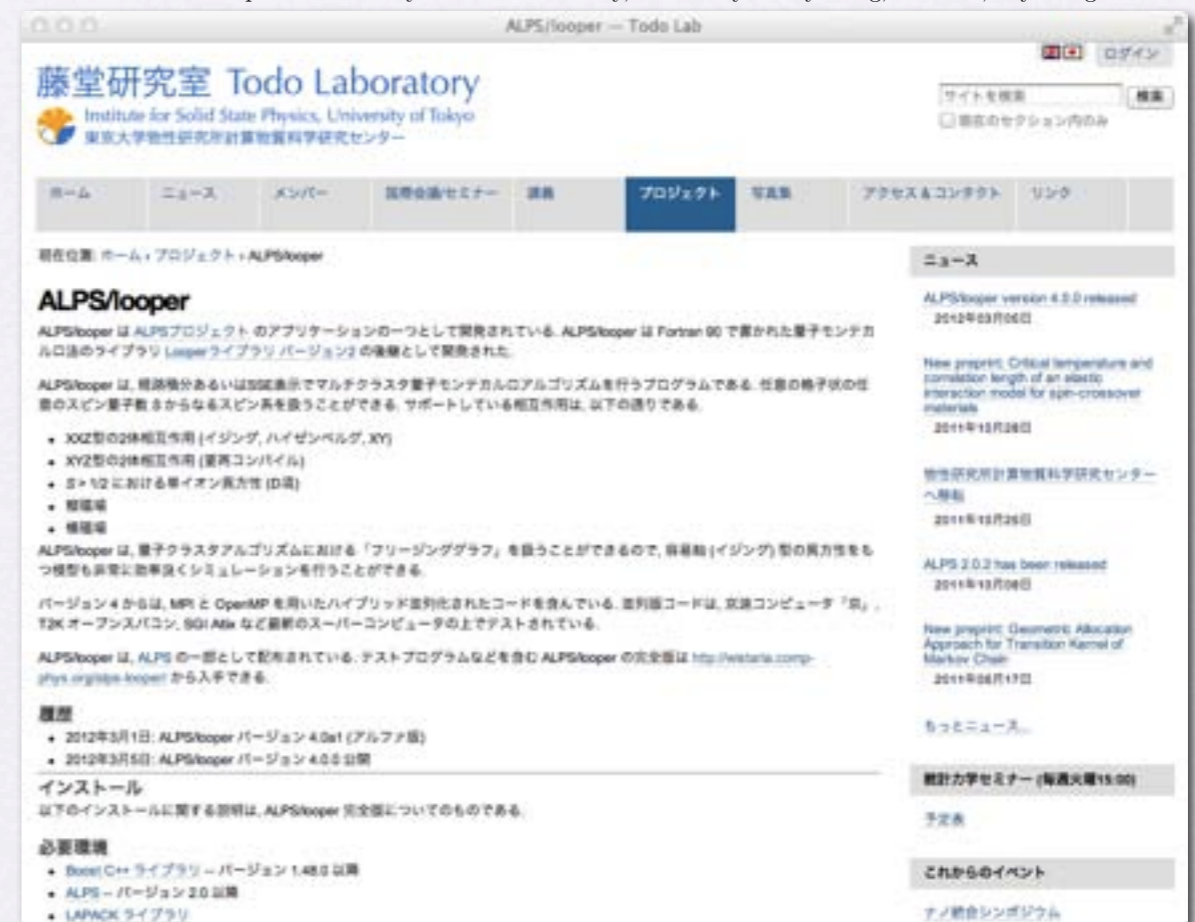 ALPS/looper — Todo Lab
ログイン
藤堂研究室 Todo Laboratory
Institute for Solid State Physics, University of Tokyo
東京大学物性研究所計算物質科学研究センター
サイトを検索
検索
現在のセクション内のみ
ホーム
ニュース
メンバー
国際会議/セミナー
講義
プロジェクト
写真集
アクセス & コンタクト
リンク
現在位置: ホーム › プロジェクト › ALPS/looper
ALPS/looper
ALPS/looper は ALPSプロジェクト のアプリケーションの一つとして開発されている. ALPS/looper は Fortran 90 で書かれた量子モンテカ
ルロ法のライブラリ Looperライブラリ バージョン2 の後継として開発された.
ALPS/looper は, 経路積分あるいはSSE表示でマルチクラスタ量子モンテカルロアルゴリズムを行うプログラムである. 任意の格子状の任
意のスピン量子数 S からなるスピン系を扱うことができる. サポートしている相互作用は, 以下の通りである.
• XXZ型の2体相互作用 (イジング, ハイゼンベルグ, XY)
• XYZ型の2体相互作用 (要再コンパイル)
• S > 1/2 における単イオン異方性 (D項)
• 縦磁場
• 横磁場
ALPS/looper は, 量子クラスタアルゴリズムにおける「フリージンググラフ」を扱うことができるので, 容易軸 (イジング) 型の異方性をも
つ模型も非常に効率良くシミュレーションを行うことができる.
バージョン 4 からは, MPI と OpenMP を用いたハイブリッド並列化されたコードを含んでいる. 並列版コードは, 京速コンピュータ「京」,
T2K オープンスパコン, SGI Altix など最新のスーパーコンピュータの上でテストされている.
ALPS/looper は, ALPS の一部として配布されている. テストプログラムなどを含む ALPS/looper の完全版は http://wistaria.comp-
phys.org/alps-looper/ から入手できる.
履歴
• 2012年3月1日: ALPS/looper バージョン 4.0a1 (アルファ版)
• 2012年3月5日: ALPS/looper バージョン 4.0.0 公開
インストール
以下のインストールに関する説明は, ALPS/looper 完全版についてのものである.
必要環境
• Boost C++ ライブラリ – バージョン 1.48.0 以降
• ALPS – バージョン 2.0 以降
• LAPACK ライブラリ
ニュース
ALPS/looper version 4.0.0 released
2012年03月05日
New preprint: Critical temperature and
correlation length of an elastic
interaction model for spin-crossover
materials
2011年10月28日
物性研究所計算物質科学研究センター
へ移転
2011年10月26日
ALPS 2.0.2 has been released
New preprint: Geometric Allocation
Approach for Transition Kernel of
Markov Chain
もっとニュース...
統計力学セミナー (毎週火曜15:00)
予定表
これからのイベント
ナノ統合シンポジウム